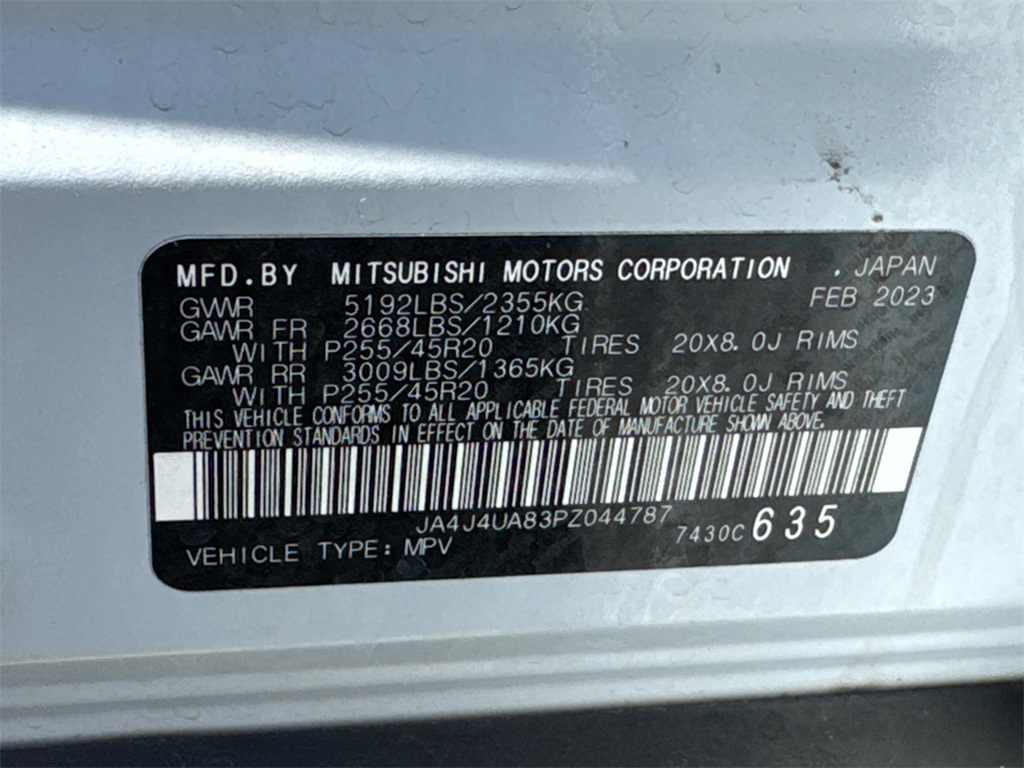 MFD.BY MITSUBISHI MOTORS CORPORATION . JAPAN
GVWR 5192LBS/2355KG FEB 2023
GAWR FR 2668LBS/1210KG
WITH P255/45R20 TIRES 20X8.0J RIMS
GAWR RR 3009LBS/1365KG
WITH P255/45R20 TIRES 20X8.0J RIMS
THIS VEHICLE CONFORMS TO ALL APPLICABLE FEDERAL MOTOR VEHICLE SAFETY AND THEFT
PREVENTION STANDARDS IN EFFECT ON THE DATE OF MANUFACTURE SHOWN ABOVE.
JA4J4UA83PZ044787
VEHICLE TYPE: MPV 7430C 635